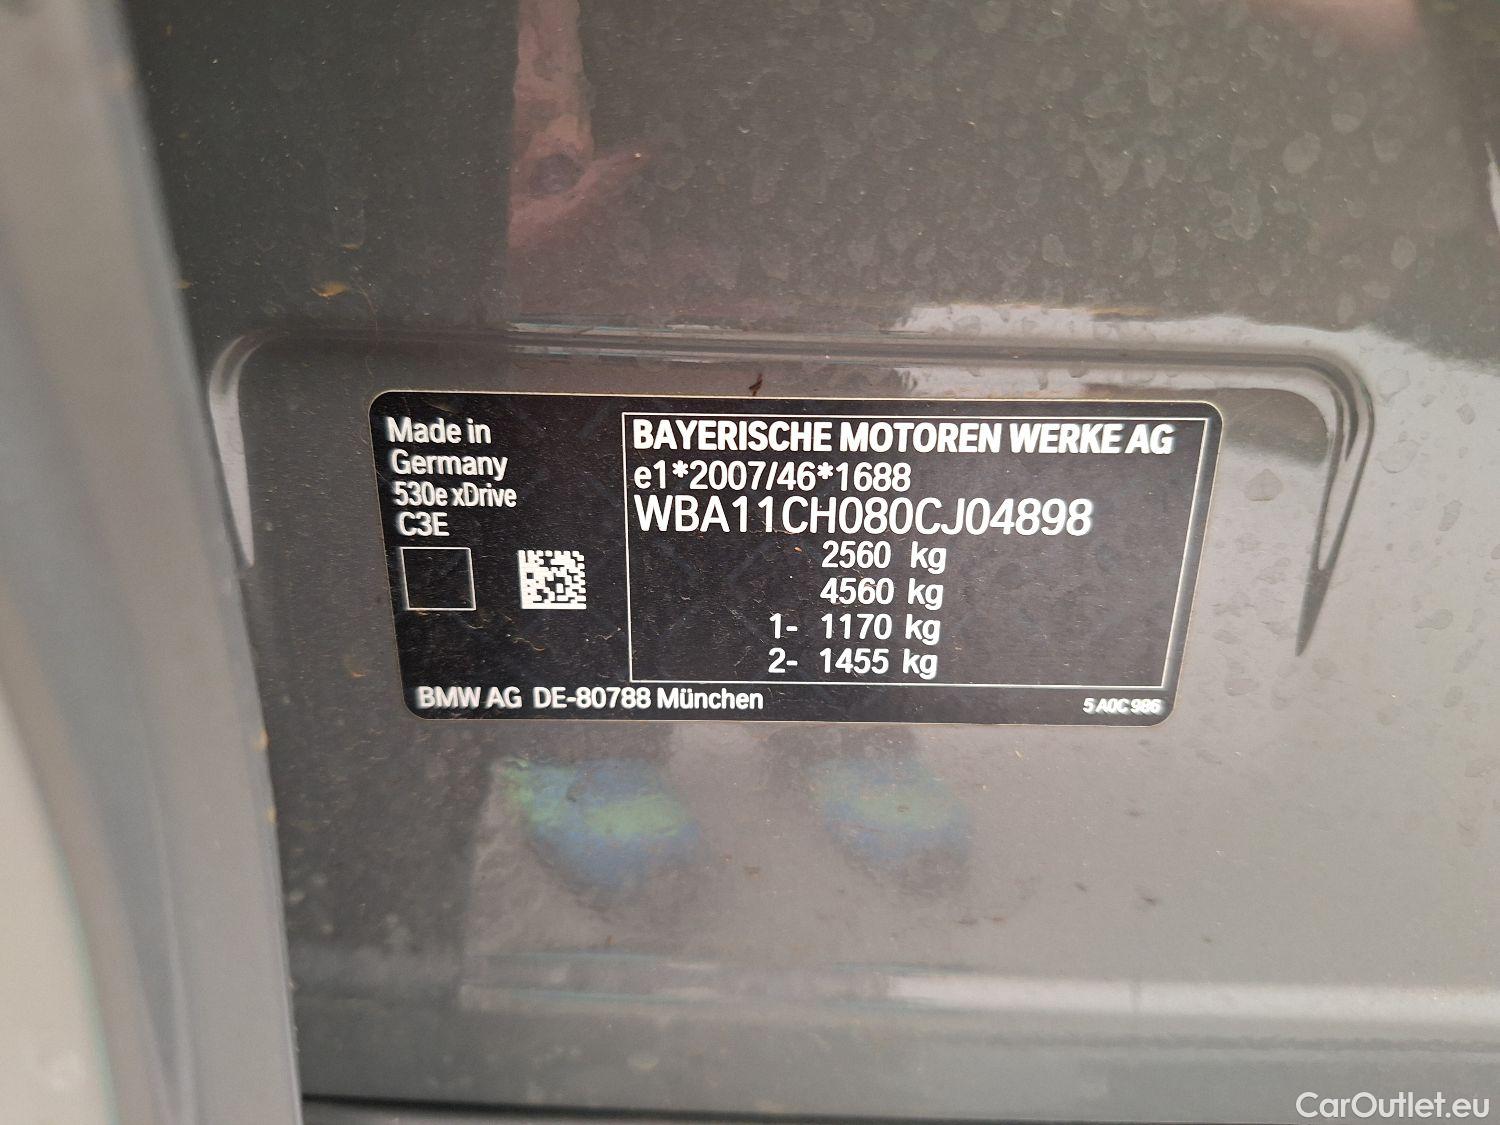 Made in
Germany
530e xDrive
C3E
BAYERISCHE MOTOREN WERKE AG
e1*2007/46*1688
WBA11CH080CJ04898
2560 kg
4560 kg
1- 1170 kg
2- 1455 kg
BMW AG DE-80788 München
5 A0C 986
CarOutlet.eu